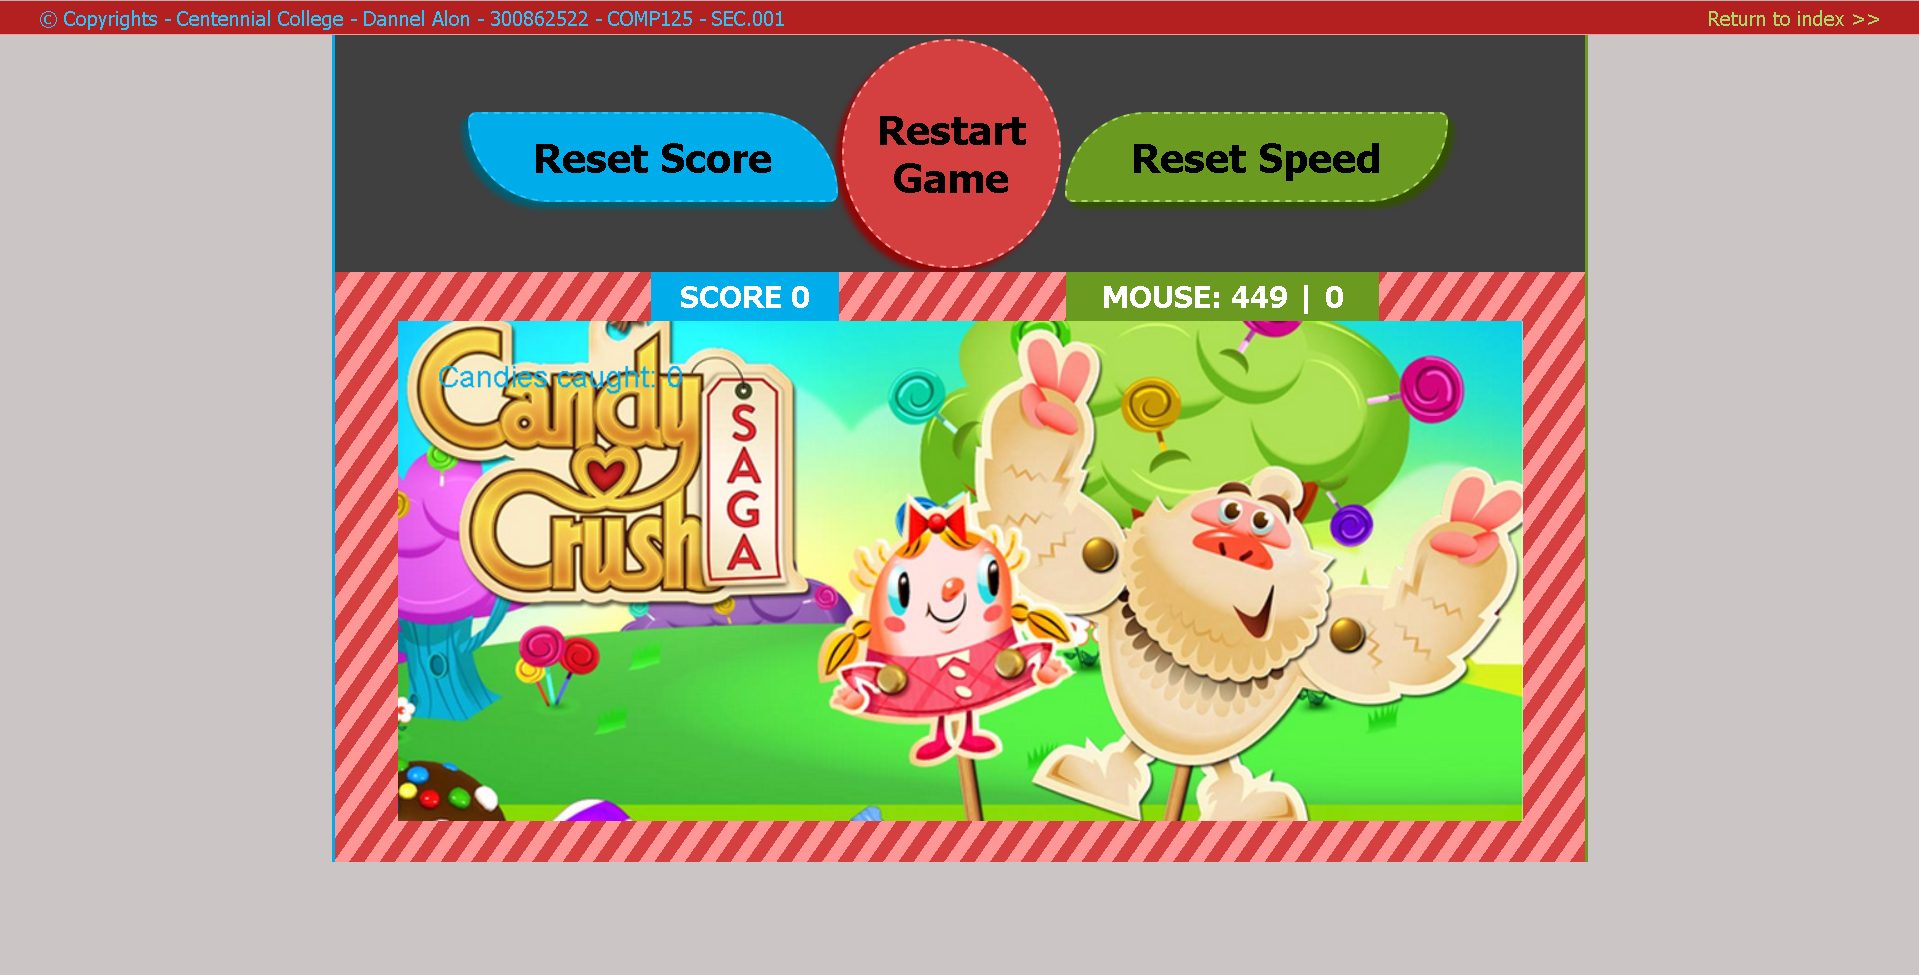 © Copyrights - Centennial College - Dannel Alon - 300862522 - COMP125 - SEC.001
Return to index >>
Reset Score
Restart
Game
Reset Speed
SCORE 0
MOUSE: 449 | 0
Candies caught: 0
Candy
Crush
SAGA